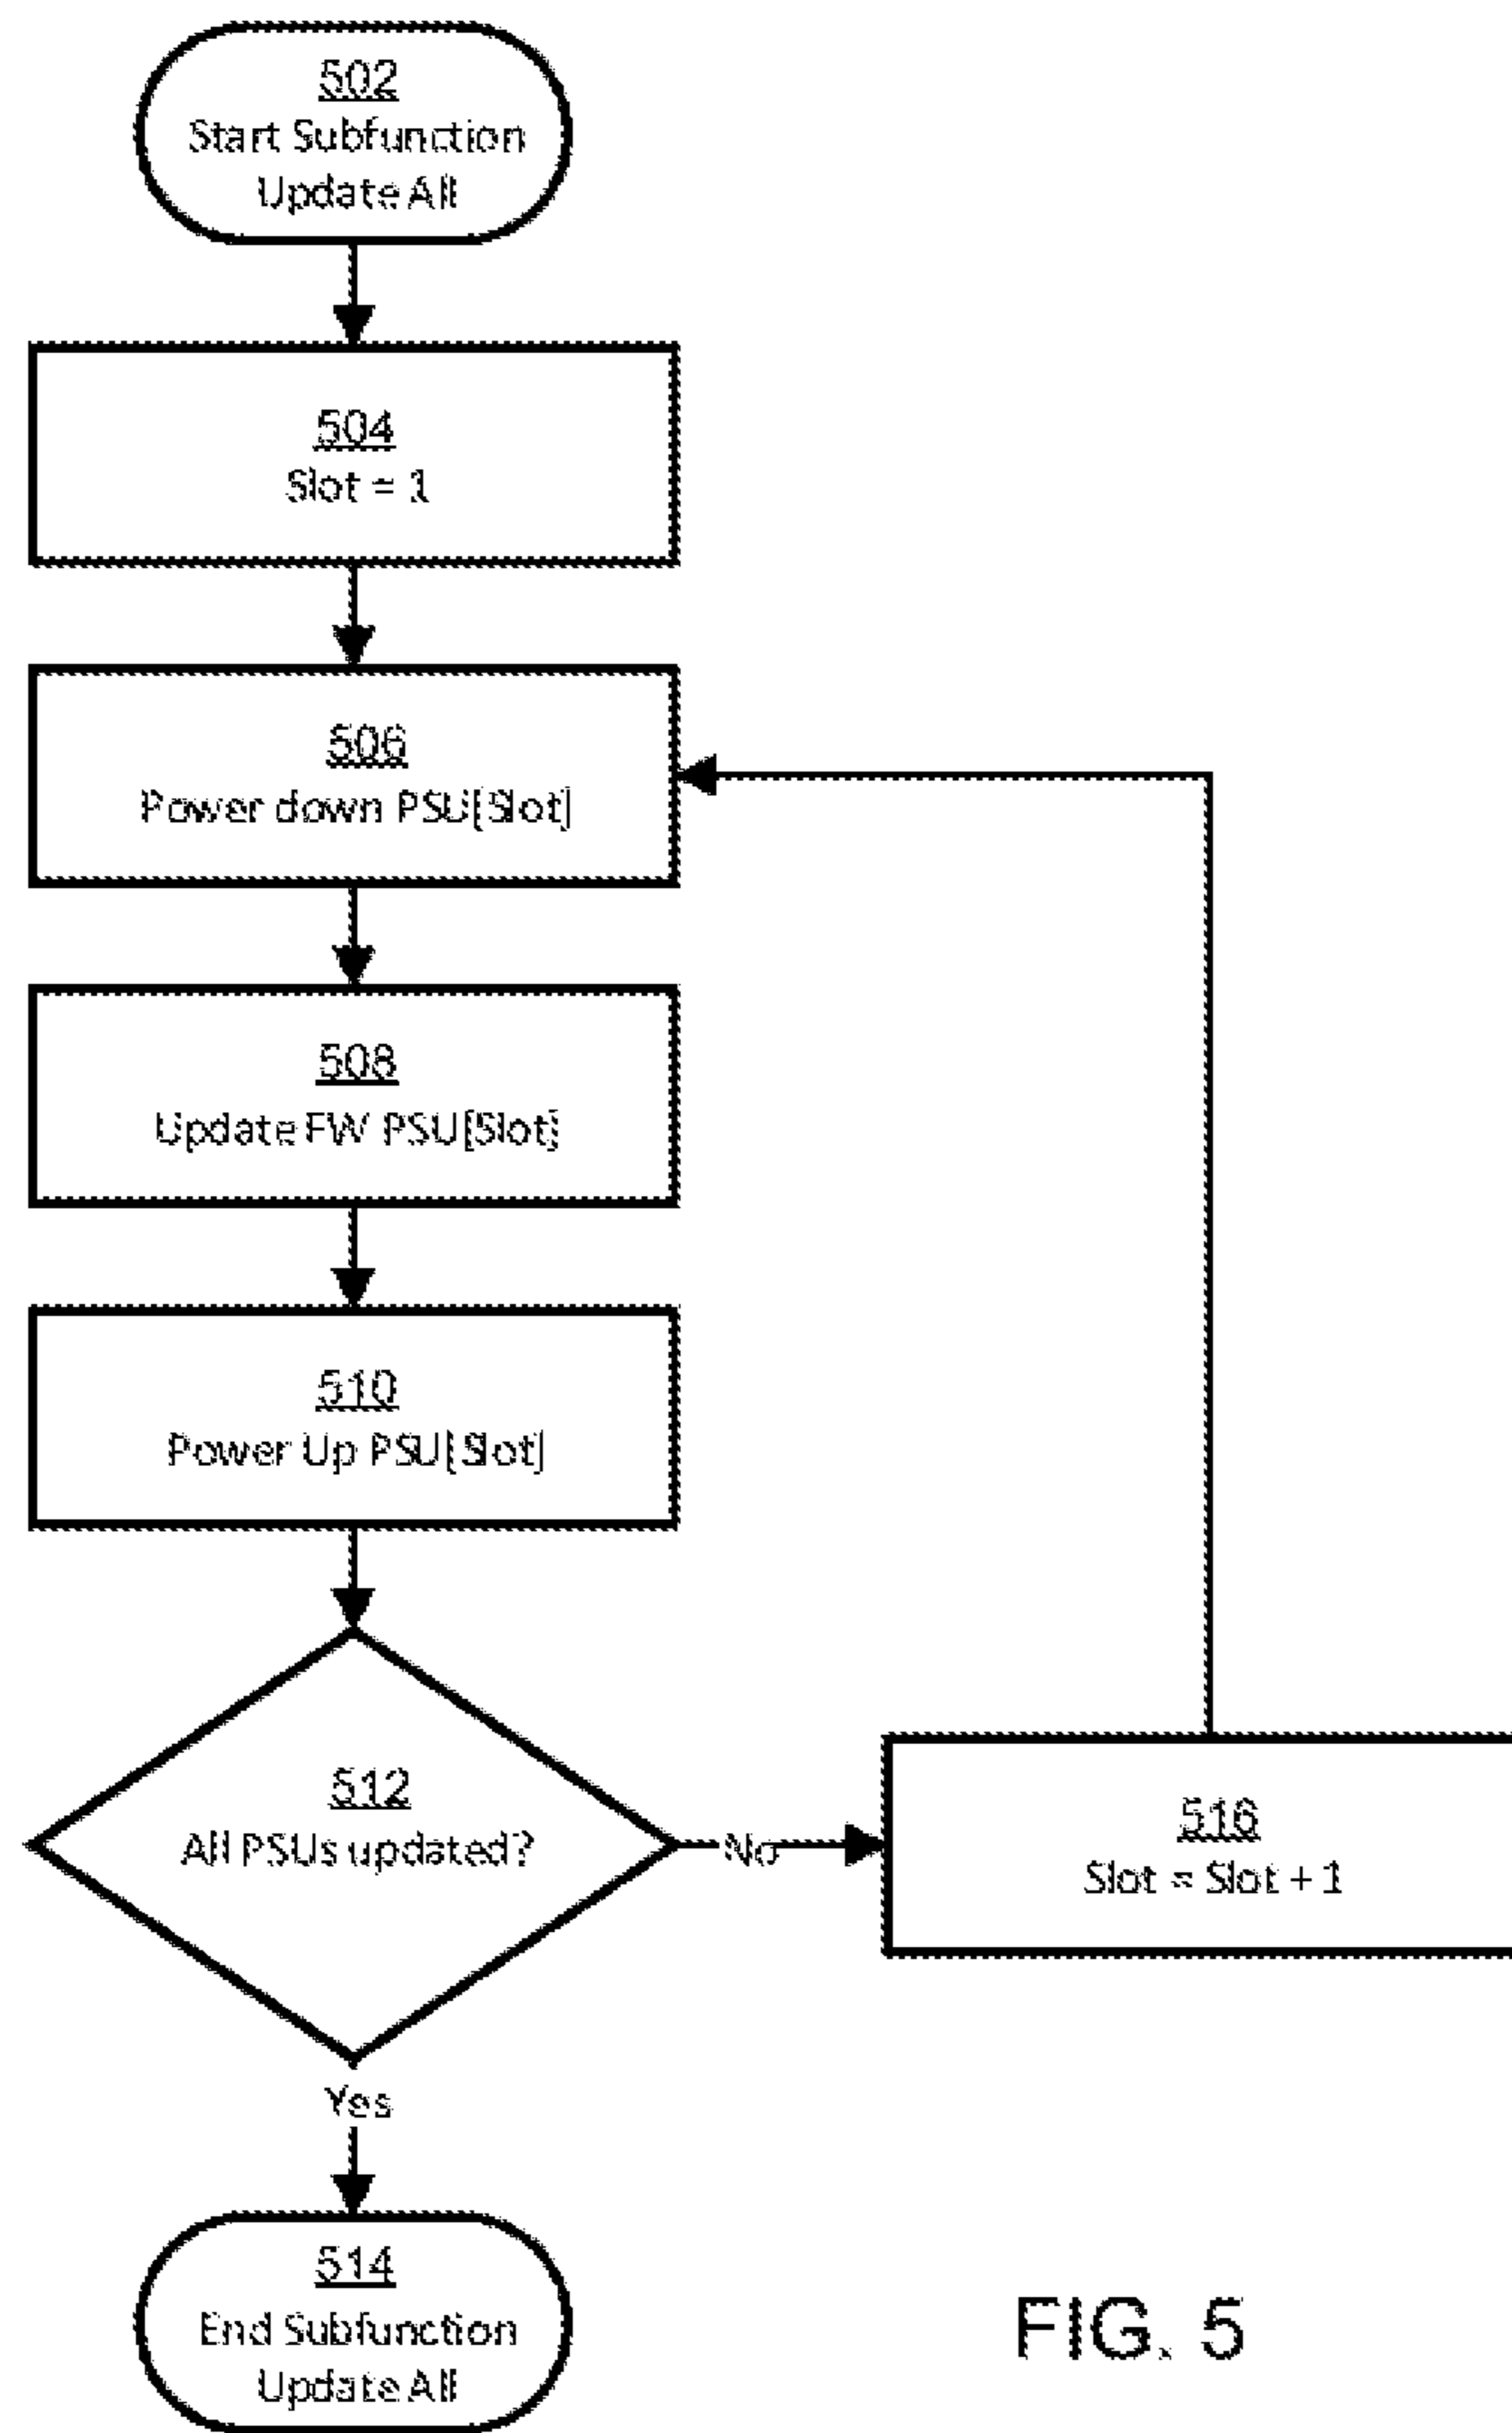 502
Start Subfunction
Update All
504
Slot = 1
506
Power down PSU[Slot]
508
Update FW PSU[Slot]
510
Power Up PSU[Slot]
512
All PSUs updated?
No
516
Slot = Slot + 1
Yes
514
End Subfunction
Update All
FIG. 5